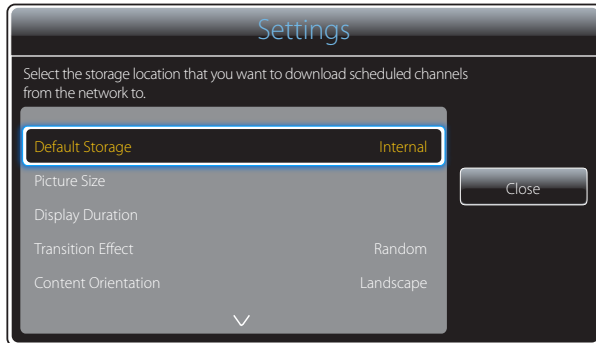 Settings
Select the storage location that you want to download scheduled channels
from the network to.
Default Storage Internal
Picture Size
Close
Display Duration
Transition Effect Random
Content Orientation Landscape